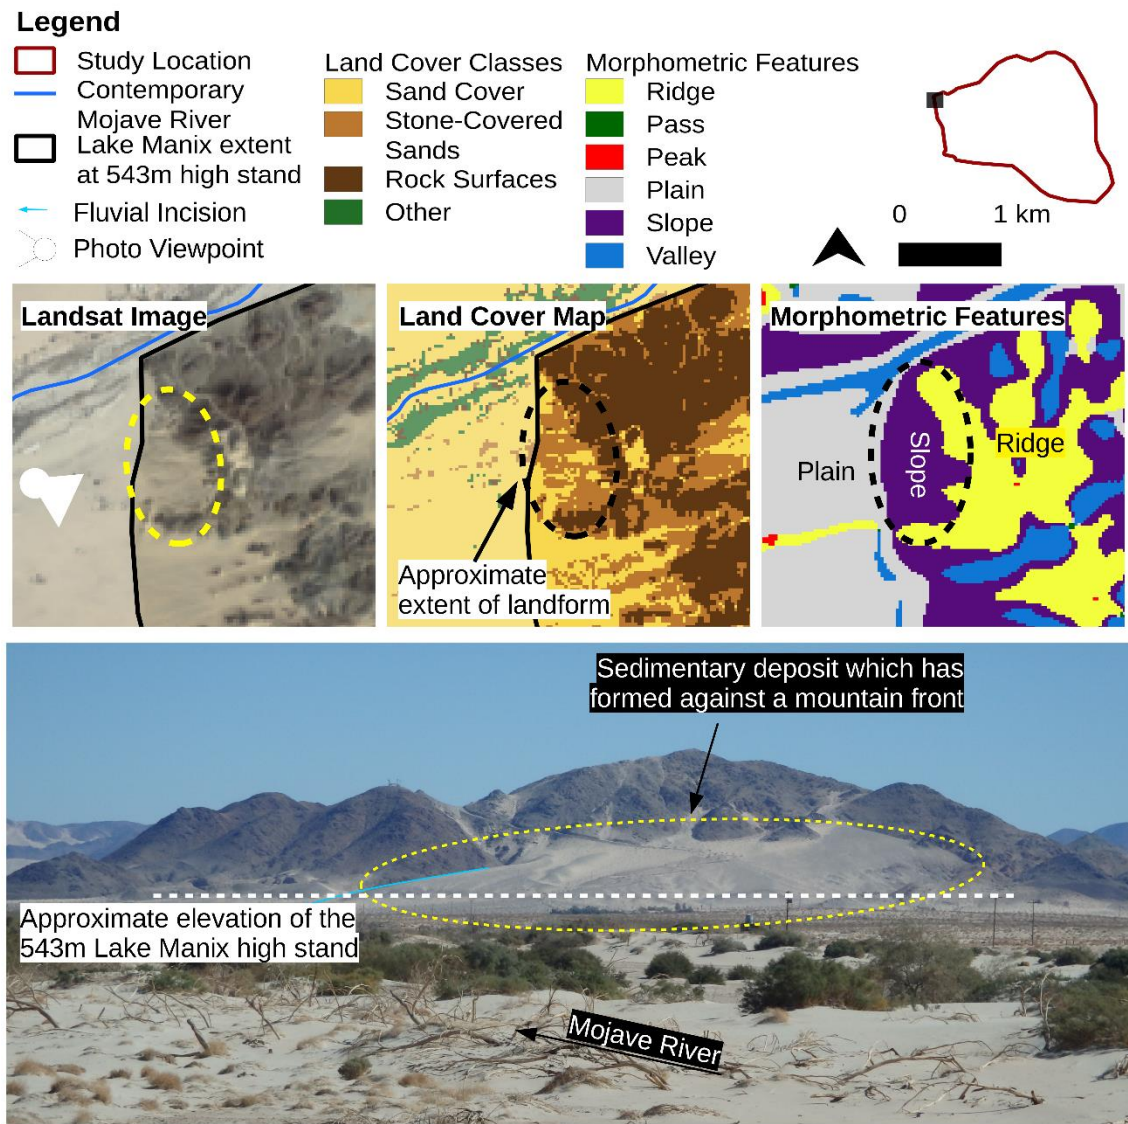 Legend
Study Location
Contemporary
Mojave River
Lake Manix extent
at 543m high stand
Fluvial Incision
Photo Viewpoint
Land Cover Classes
Sand Cover
Stone-Covered
Sands
Rock Surfaces
Other
Morphometric Features
Ridge
Pass
Peak
Plain
Slope
Valley
0 1 km
Landsat Image
Land Cover Map
Approximate
extent of landform
Morphometric Features
Plain
Slope
Ridge
Sedimentary deposit which has
formed against a mountain front
Approximate elevation of the
543m Lake Manix high stand
Mojave River